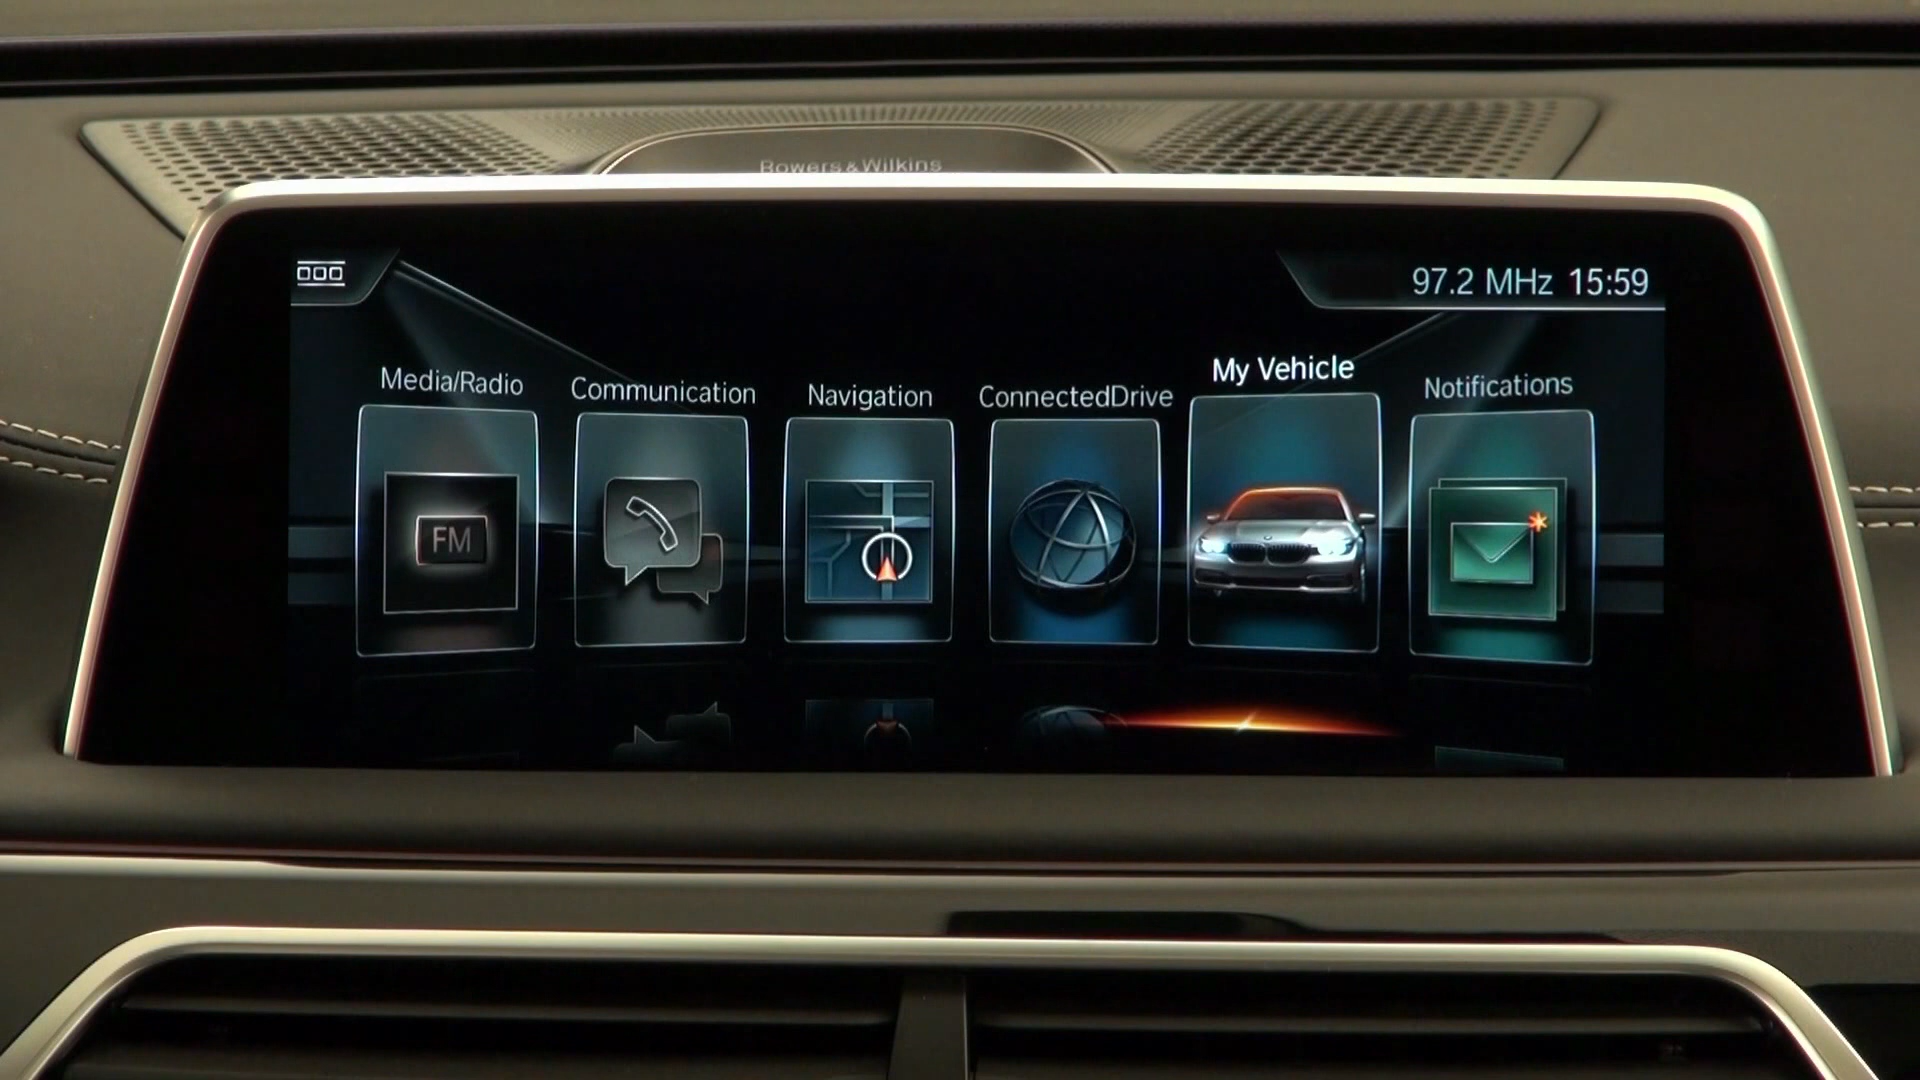 Bowers & Wilkins
97.2 MHz 15:59
Media/Radio
Communication
Navigation
ConnectedDrive
My Vehicle
Notifications
FM